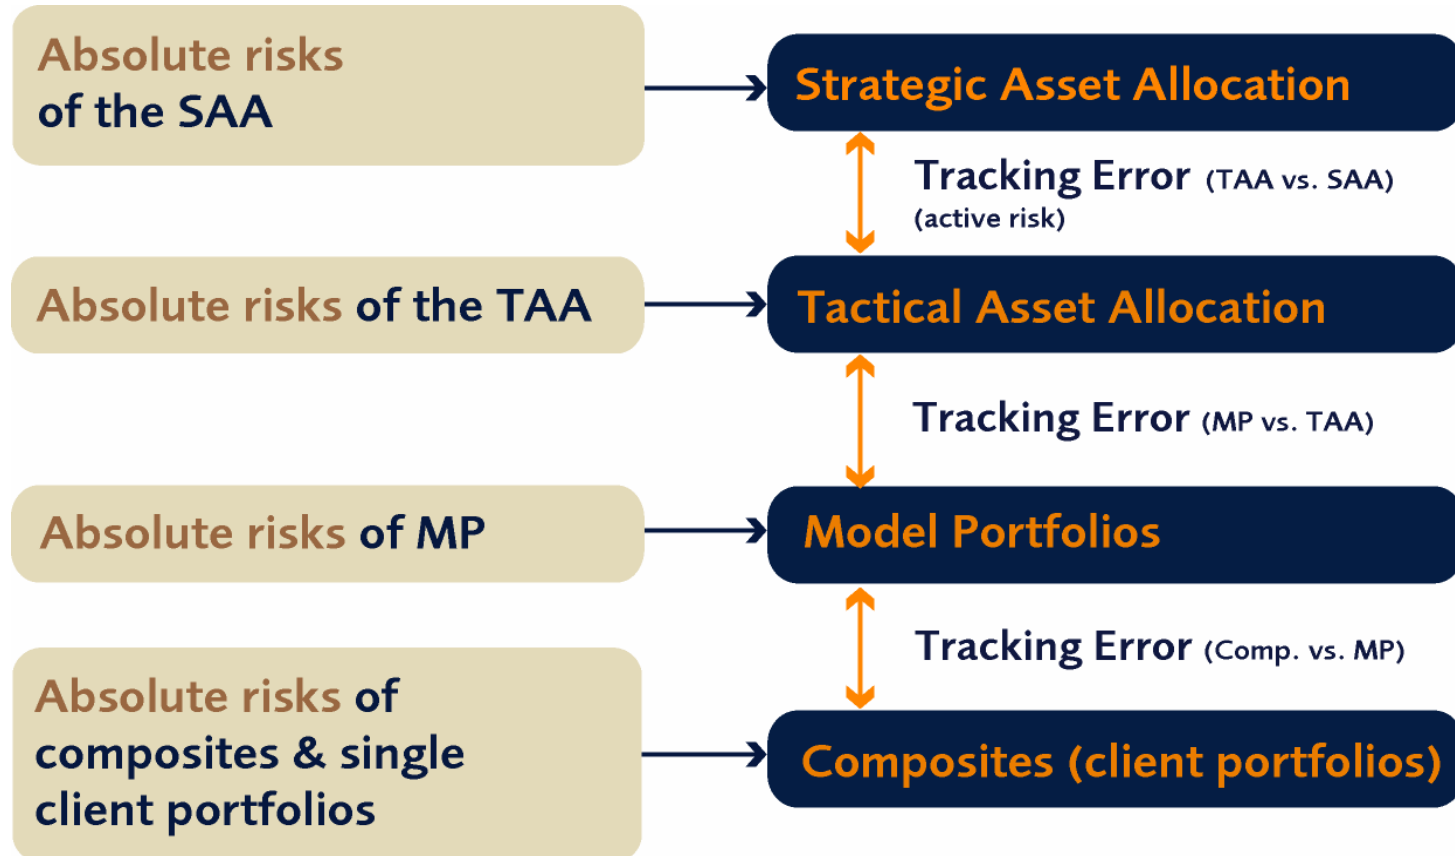 Absolute risks
of the SAA
Strategic Asset Allocation
Tracking Error (TAA vs. SAA)
(active risk)
Absolute risks of the TAA
Tactical Asset Allocation
Tracking Error (MP vs. TAA)
Absolute risks of MP
Model Portfolios
Tracking Error (Comp. vs. MP)
Absolute risks of
composites & single
client portfolios
Composites (client portfolios)